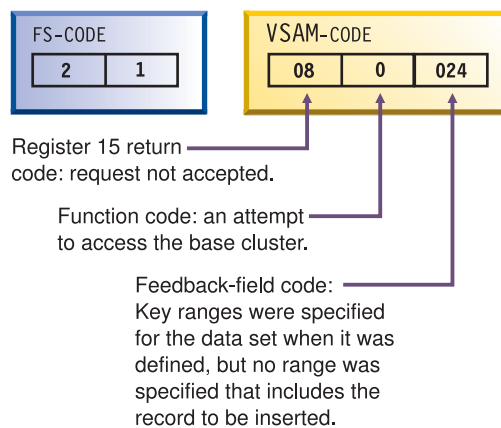 FS-CODE
2 1
VSAM-CODE
08 0 024
Register 15 return
code: request not accepted.
Function code: an attempt
to access the base cluster.
Feedback-field code:
Key ranges were specified
for the data set when it was
defined, but no range was
specified that includes the
record to be inserted.